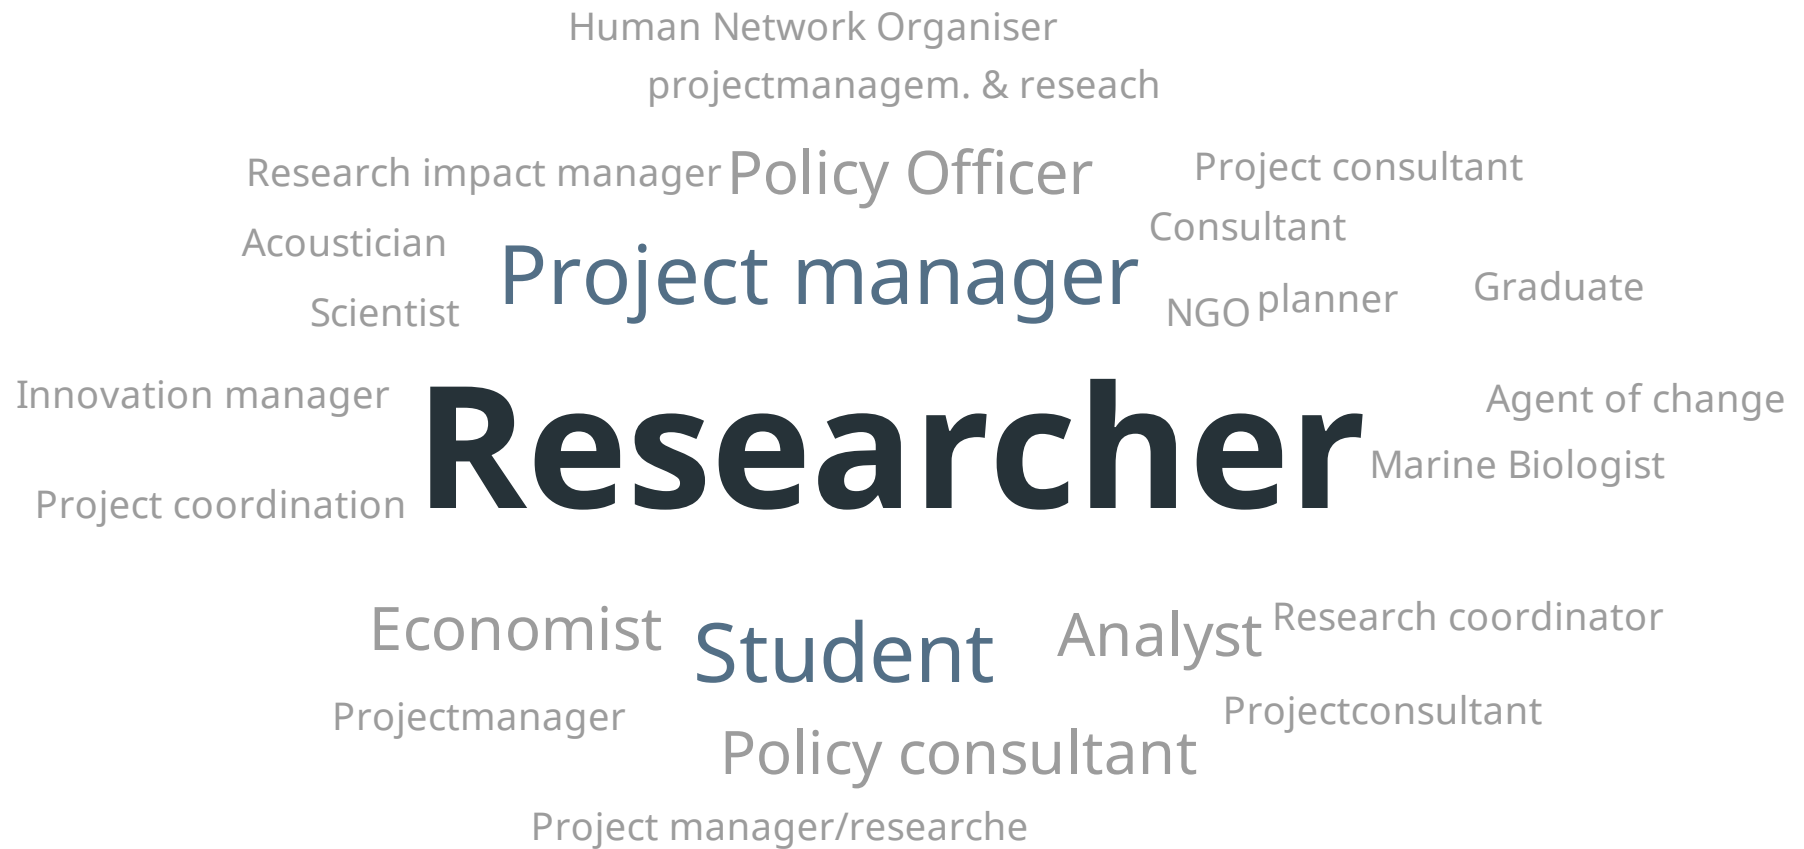 Human Network Organiser
projectmanagem. & reseach
Research impact manager
Policy Officer
Project consultant
Acoustician
Project manager
Consultant
Scientist
NGO
planner
Graduate
Innovation manager
Researcher
Agent of change
Marine Biologist
Project coordination
Economist
Student
Analyst
Research coordinator
Projectmanager
Policy consultant
Projectconsultant
Project manager/researche